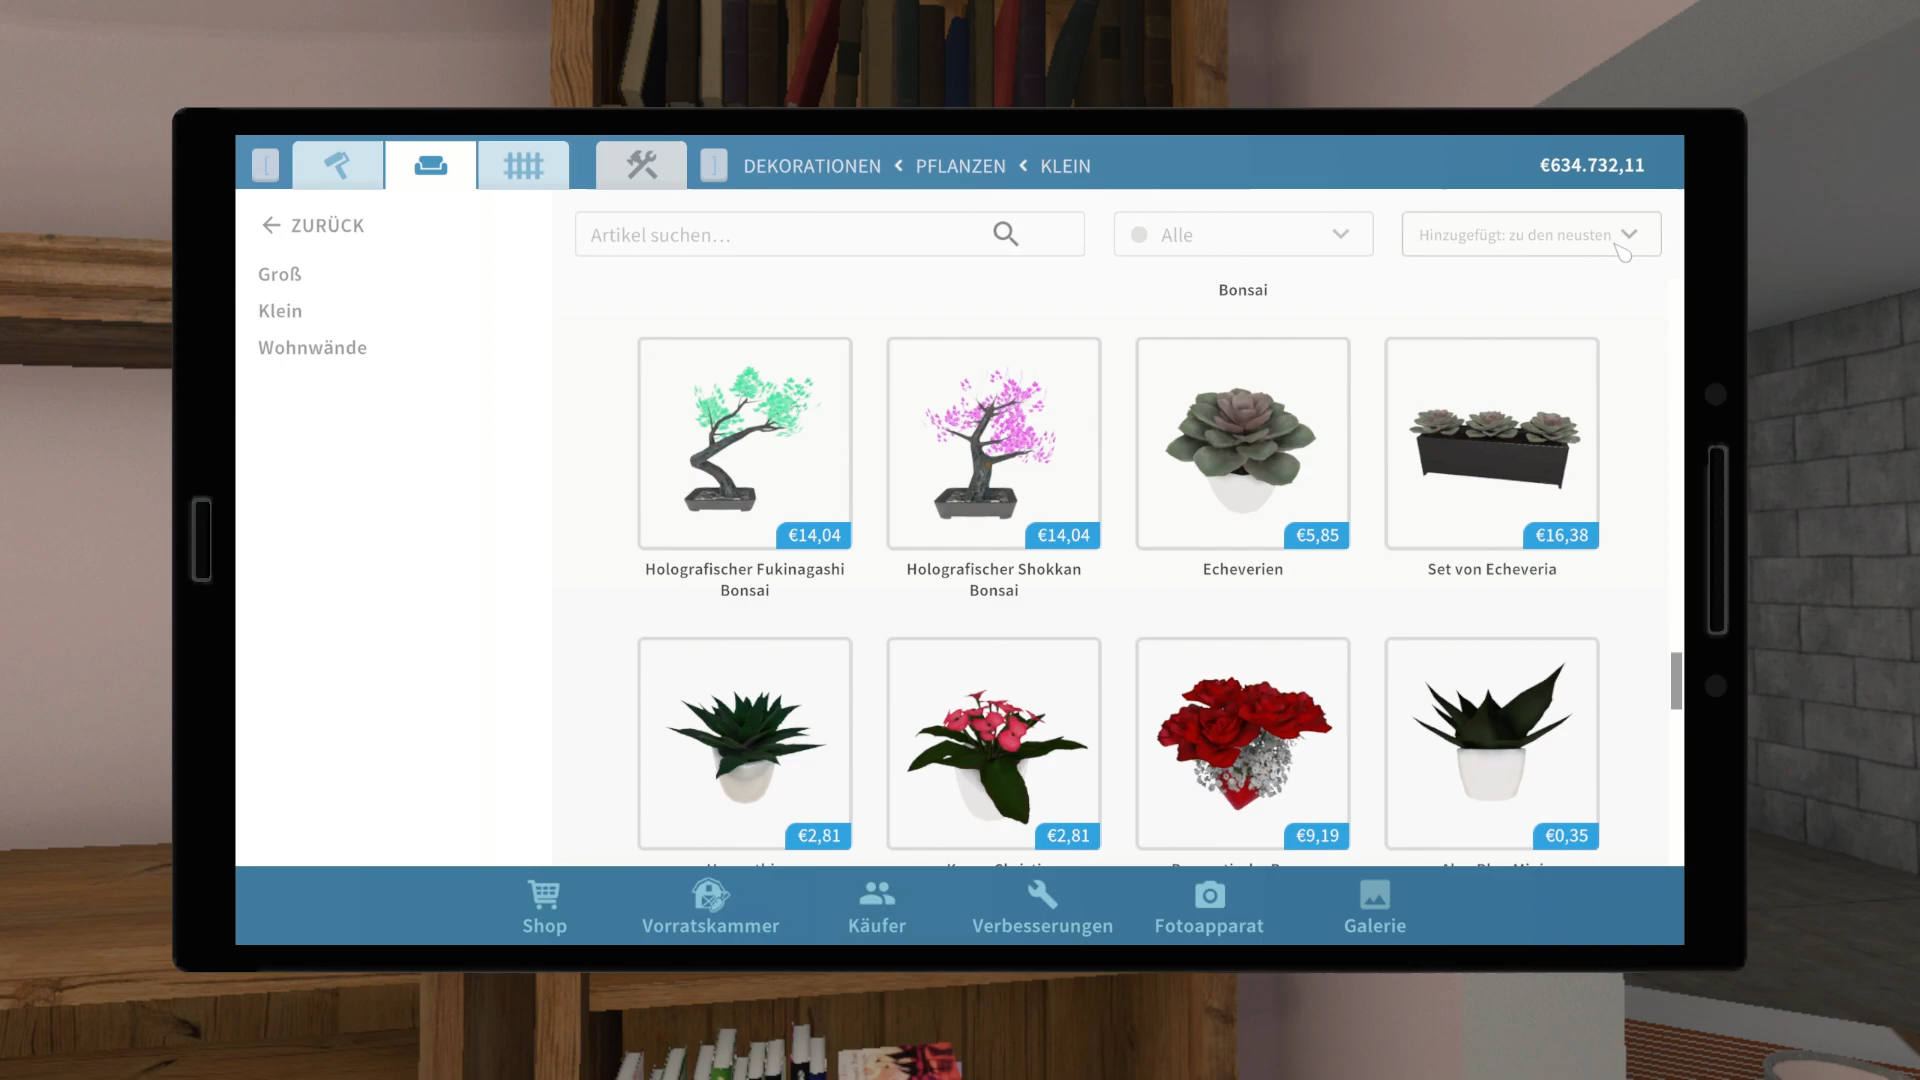 DEKORATIONEN < PFLANZEN < KLEIN
€634.732,11
ZURÜCK
Groß
Klein
Wohnwände
Artikel suchen...
Alle
Hinzugefügt: zu den neusten
Bonsai
€14,04
€14,04
€5,85
€16,38
Holografischer Fukinagashi
Bonsai
Holografischer Shokkan
Bonsai
Echeverien
Set von Echeveria
€2,81
€2,81
€9,19
€0,35
Shop
Vorratskammer
Käufer
Verbesserungen
Fotoapparat
Galerie